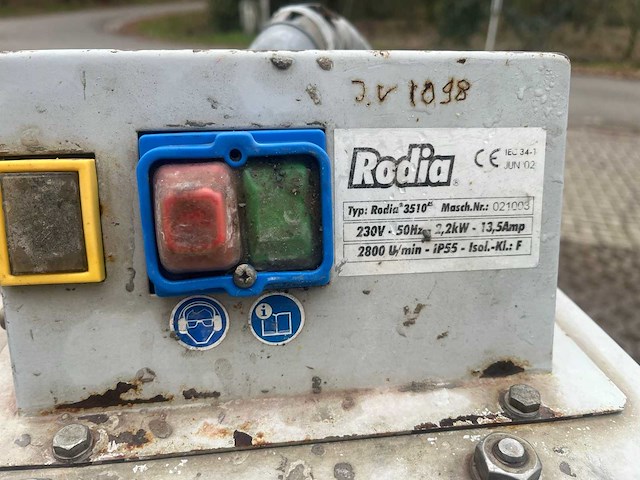 J.V 1098
Rodia®
CE IEC 34-1
JUN '02
Typ: Rodia®3510 Masch.Nr.: 021003
230V - 50Hz - 2,2kW - 13,5Amp
2800 U/min - IP55 - Isol.-Kl.: F
i